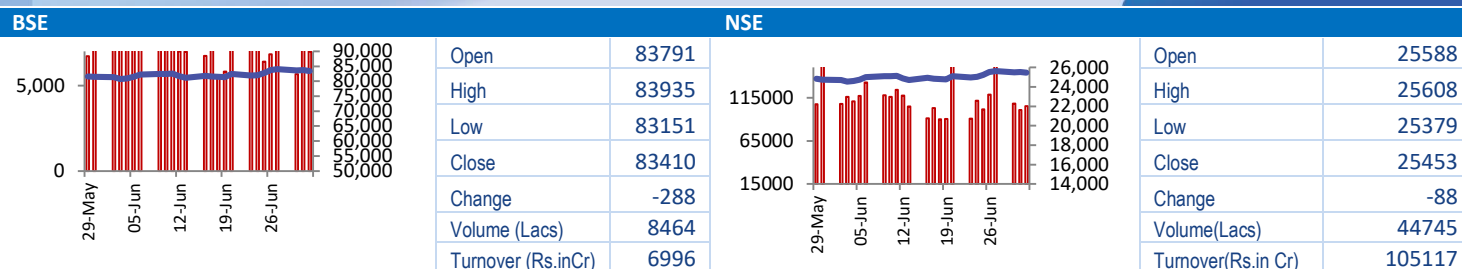 BSE
90,000
85,000
80,000
75,000
70,000
65,000
60,000
55,000
50,000
5,000
0
29-May
05-Jun
12-Jun
19-Jun
26-Jun
Open 83791
High 83935
Low 83151
Close 83410
Change -288
Volume (Lacs) 8464
Turnover (Rs.inCr) 6996
NSE
115000
65000
15000
26,000
24,000
22,000
20,000
18,000
16,000
14,000
29-May
05-Jun
12-Jun
19-Jun
26-Jun
Open 25588
High 25608
Low 25379
Close 25453
Change -88
Volume(Lacs) 44745
Turnover(Rs.in Cr) 105117